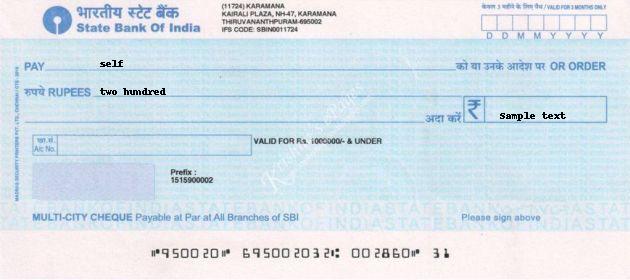 भारतीय स्टेट बैंक
State Bank Of India
(11724) KARAMANA
KAIRALI PLAZA, NH-47, KARAMANA
THIRUVANANTHPURAM-695002
IFS CODE: SBIN0011724
केवल 3 महीने के लिए वैध / VALID FOR 3 MONTHS ONLY
D D M M Y Y Y Y
PAY self को या उनके आदेश पर OR ORDER
रुपये RUPEES two hundred
अदा करें ₹ Sample text
खा.सं.
A/c No.
VALID FOR Rs. 1000000/- & UNDER
Prefix :
1515900002
MULTI-CITY CHEQUE Payable at Par at All Branches of SBI
Please sign above
⑈950020⑈ 695002032⑆ 002860⑈ 31